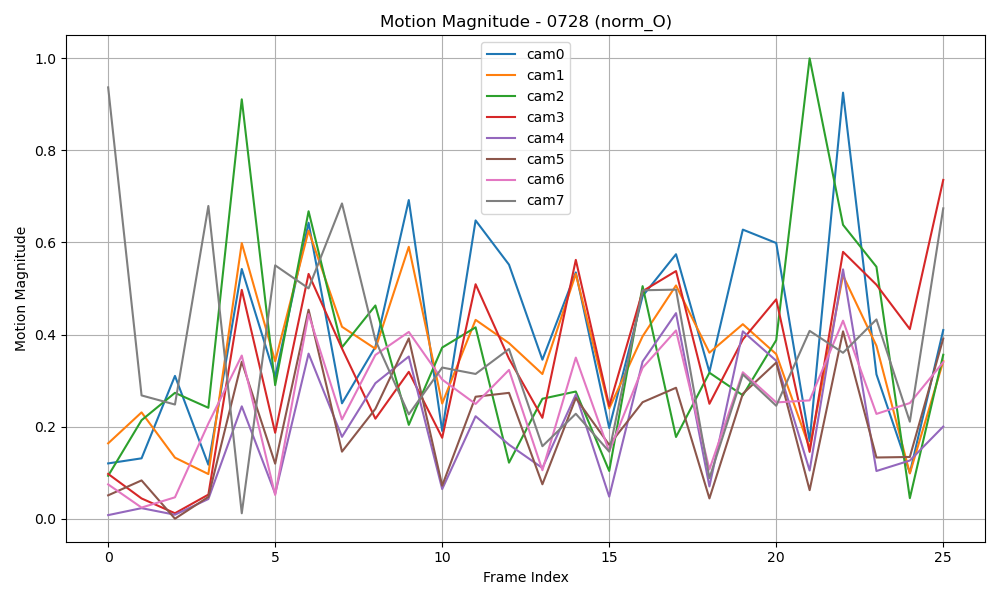 Motion Magnitude - 0728 (norm_O)
cam0
cam1
cam2
cam3
cam4
cam5
cam6
cam7
1.0
0.8
0.6
0.4
0.2
0.0
Motion Magnitude
0 5 10 15 20 25
Frame Index